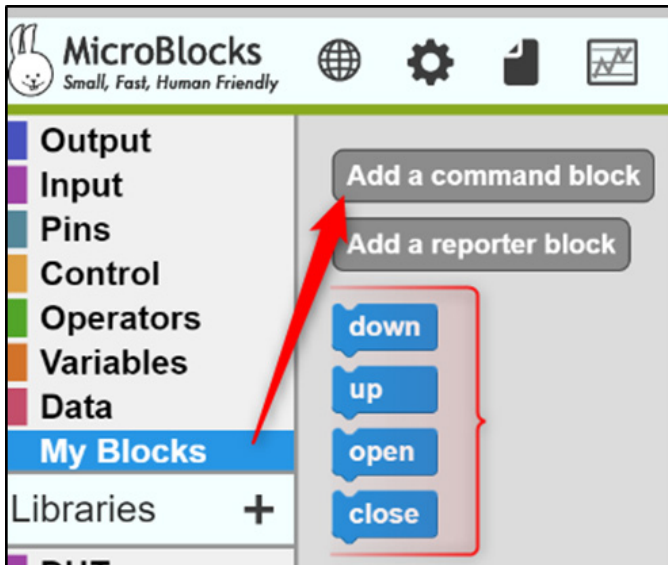 MicroBlocks
Small, Fast, Human Friendly
Output
Input
Pins
Control
Operators
Variables
Data
My Blocks
Libraries +
Add a command block
Add a reporter block
down
up
open
close